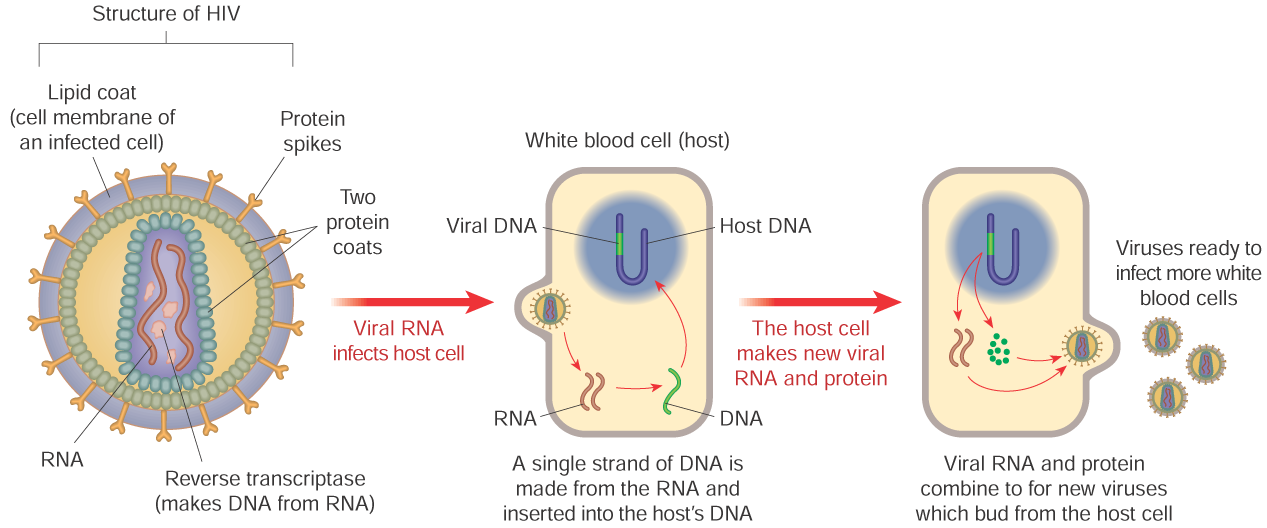 Structure of HIV
Lipid coat
(cell membrane of
an infected cell)
Protein
spikes
Two
protein
coats
RNA
Reverse transcriptase
(makes DNA from RNA)
Viral RNA
infects host cell
White blood cell (host)
Viral DNA
Host DNA
RNA
DNA
A single strand of DNA is
made from the RNA and
inserted into the host's DNA
The host cell
makes new viral
RNA and protein
Viruses ready to
infect more white
blood cells
Viral RNA and protein
combine to for new viruses
which bud from the host cell